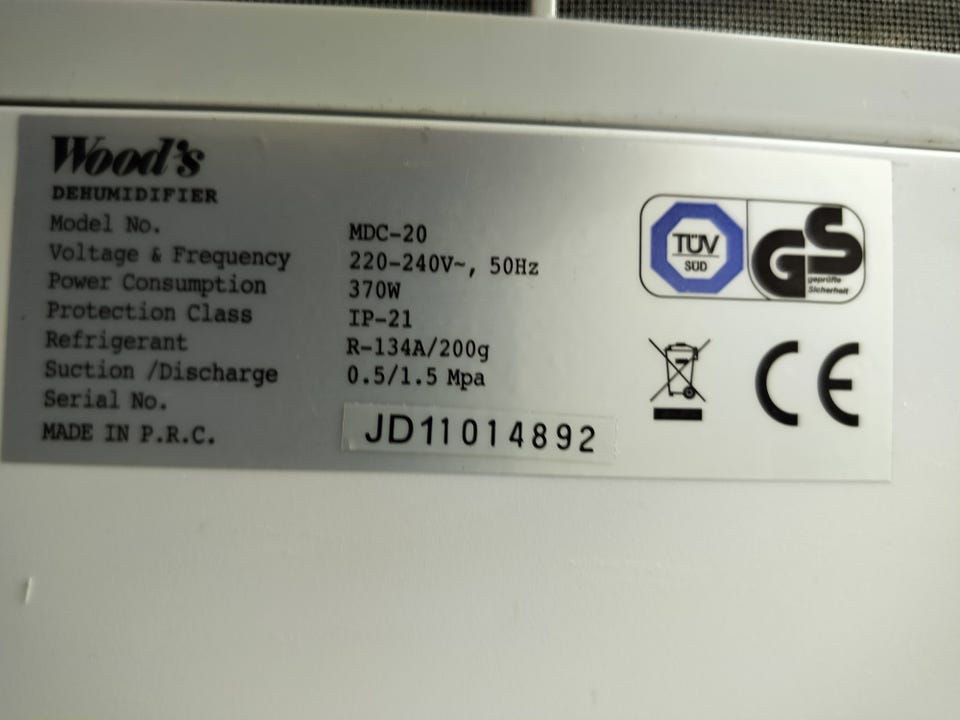 Wood's
DEHUMIDIFIER
Model No. MDC-20
Voltage & Frequency 220-240V~, 50Hz
Power Consumption 370W
Protection Class IP-21
Refrigerant R-134A/200g
Suction /Discharge 0.5/1.5 Mpa
Serial No. JD11014892
MADE IN P.R.C.
TÜV
SÜD
GS
geprüfte
Sicherheit
CE